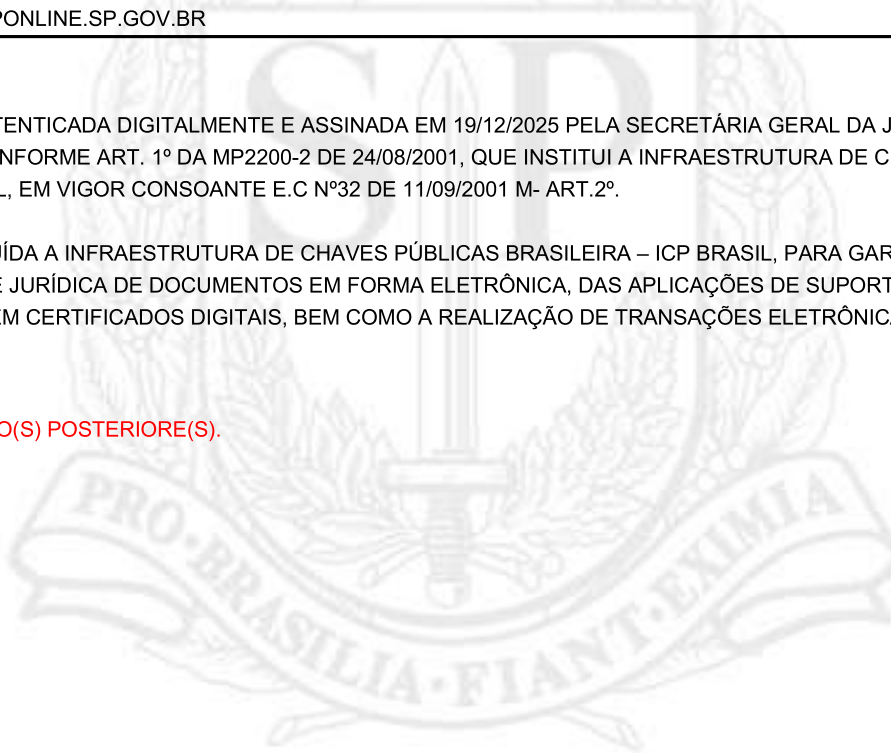 PONLINE.SP.GOV.BR
TENTICADA DIGITALMENTE E ASSINADA EM 19/12/2025 PELA SECRETÁRIA GERAL DA J
NFORME ART. 1º DA MP2200-2 DE 24/08/2001, QUE INSTITUI A INFRAESTRUTURA DE C
L, EM VIGOR CONSOANTE E.C Nº32 DE 11/09/2001 M- ART.2º.
ÍDA A INFRAESTRUTURA DE CHAVES PÚBLICAS BRASILEIRA – ICP BRASIL, PARA GAR
E JURÍDICA DE DOCUMENTOS EM FORMA ELETRÔNICA, DAS APLICAÇÕES DE SUPORT
EM CERTIFICADOS DIGITAIS, BEM COMO A REALIZAÇÃO DE TRANSAÇÕES ELETRÔNICA
O(S) POSTERIORE(S).
SP
PRO·BRASILIA·FIANT·EXIMIA